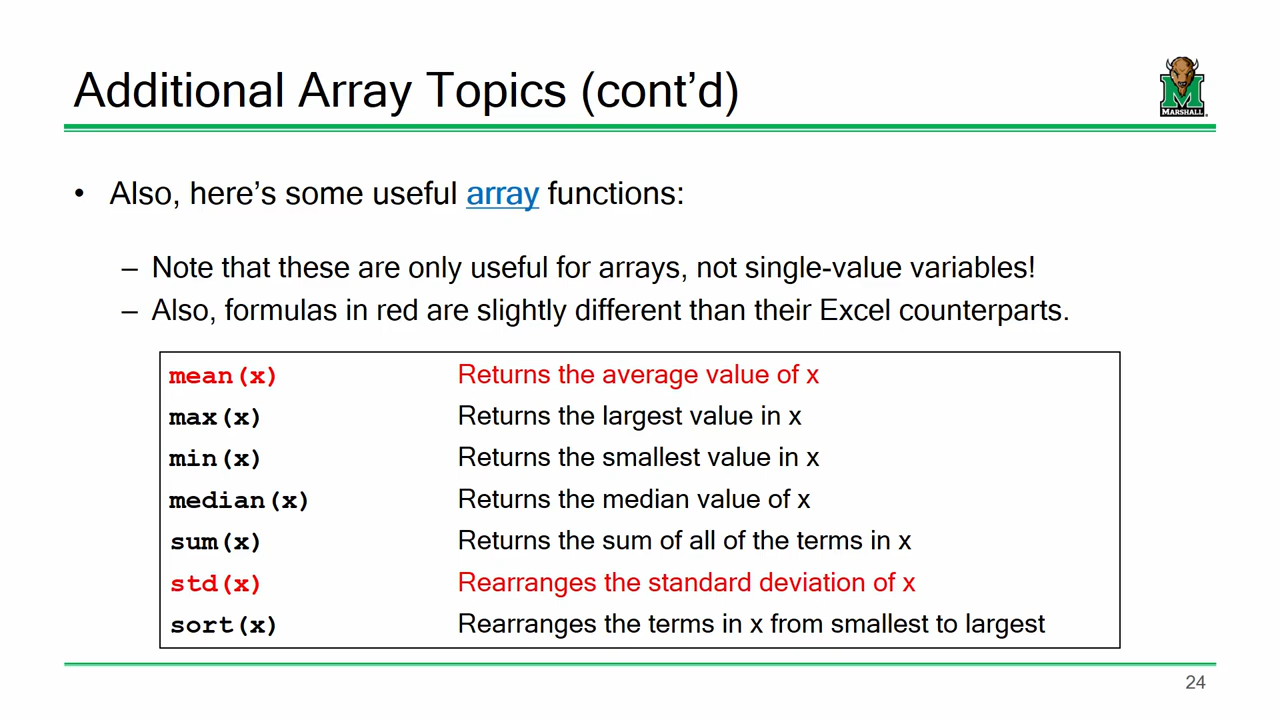 Additional Array Topics (cont’d)
MARSHALL
• Also, here’s some useful array functions:
– Note that these are only useful for arrays, not single-value variables!
– Also, formulas in red are slightly different than their Excel counterparts.
mean(x) Returns the average value of x
max(x) Returns the largest value in x
min(x) Returns the smallest value in x
median(x) Returns the median value of x
sum(x) Returns the sum of all of the terms in x
std(x) Rearranges the standard deviation of x
sort(x) Rearranges the terms in x from smallest to largest
24